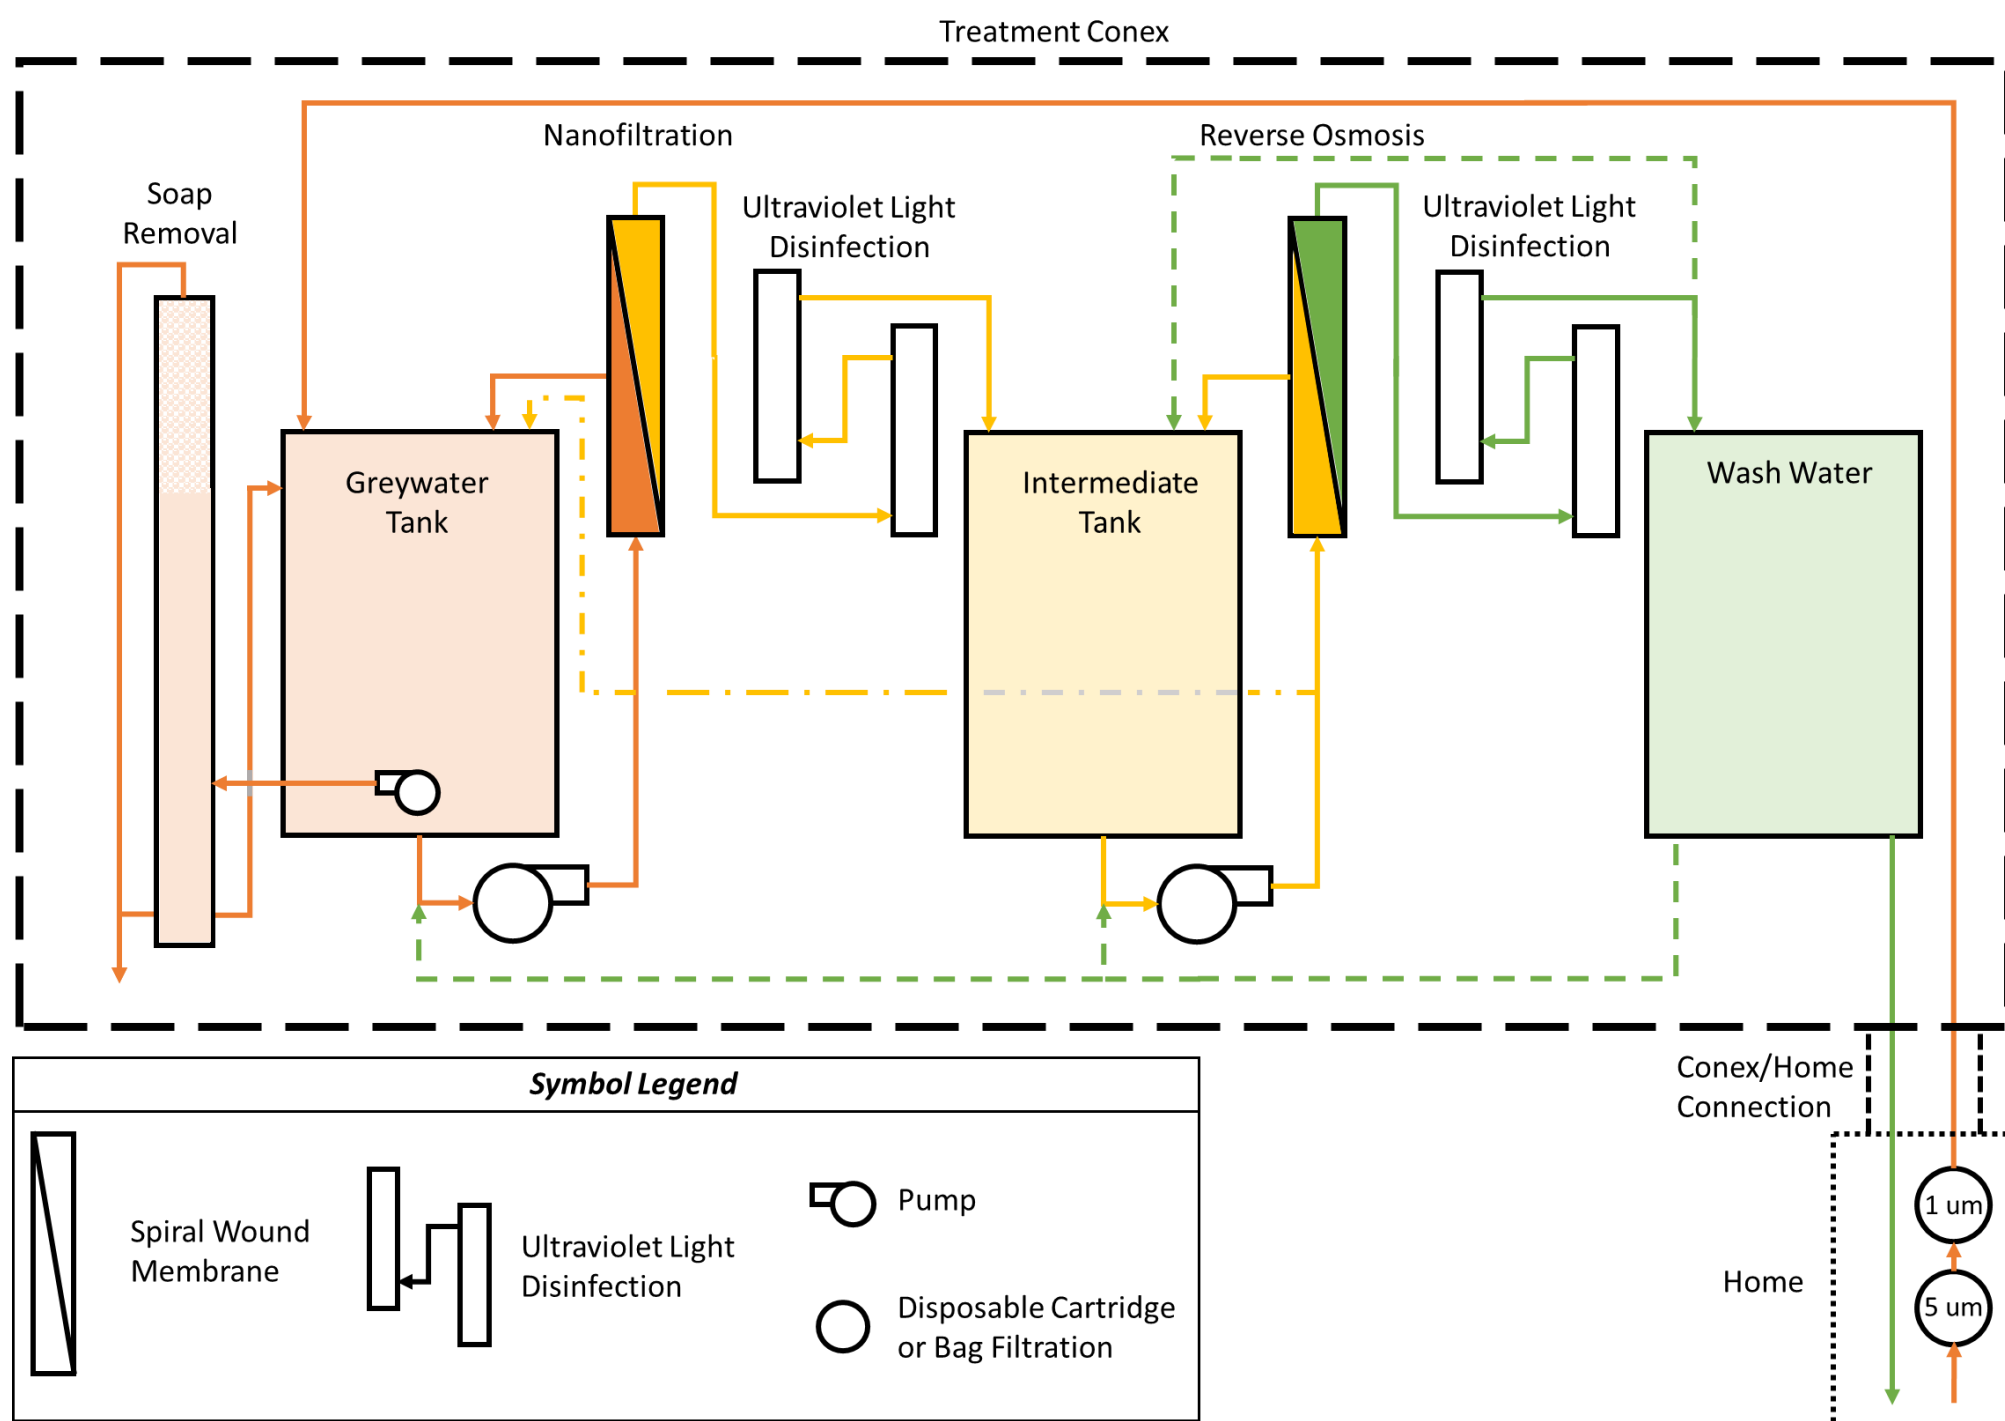 Treatment Conex
Nanofiltration
Reverse Osmosis
Soap
Removal
Ultraviolet Light
Disinfection
Ultraviolet Light
Disinfection
Greywater
Tank
Intermediate
Tank
Wash Water
Conex/Home
Connection
Home
1 um
5 um
Symbol Legend
Spiral Wound
Membrane
Ultraviolet Light
Disinfection
Pump
Disposable Cartridge
or Bag Filtration